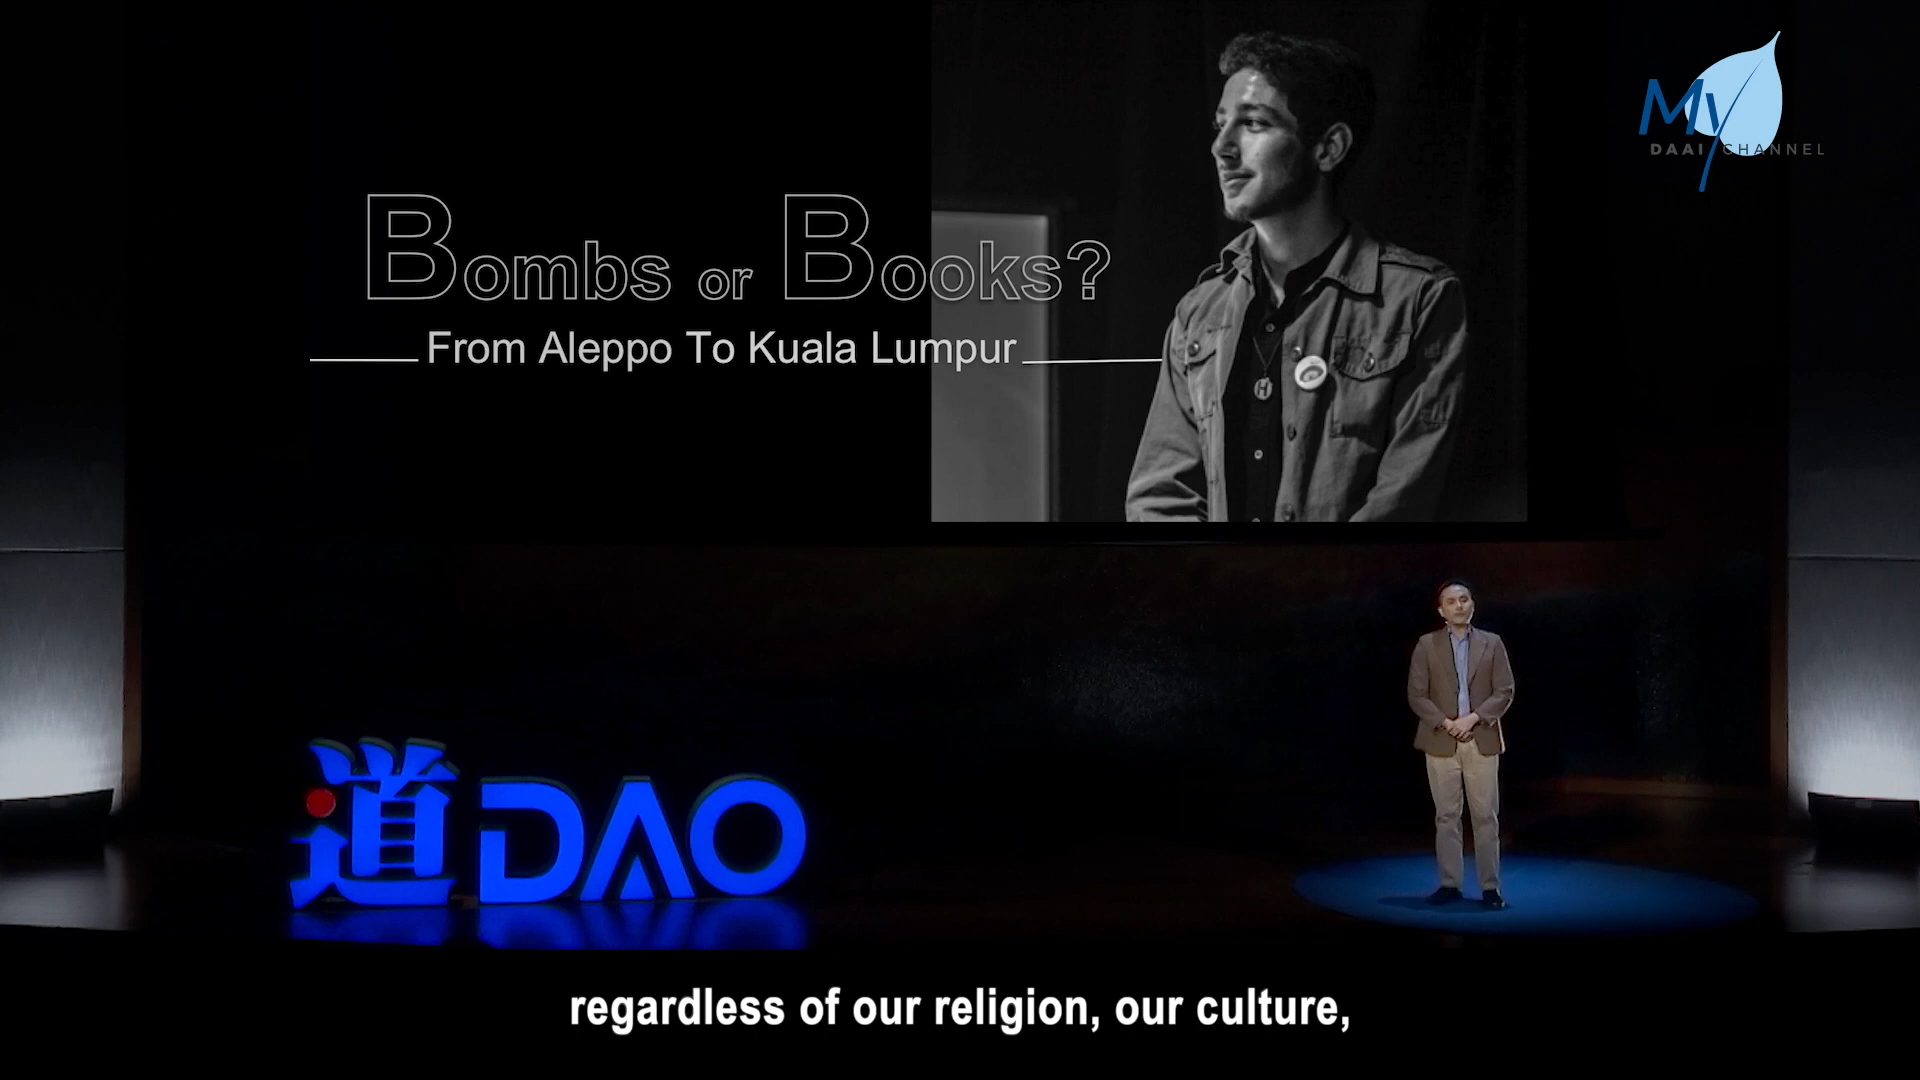 My
DAAI CHANNEL
Bombs or Books?
From Aleppo To Kuala Lumpur
H
道DAO
regardless of our religion, our culture,